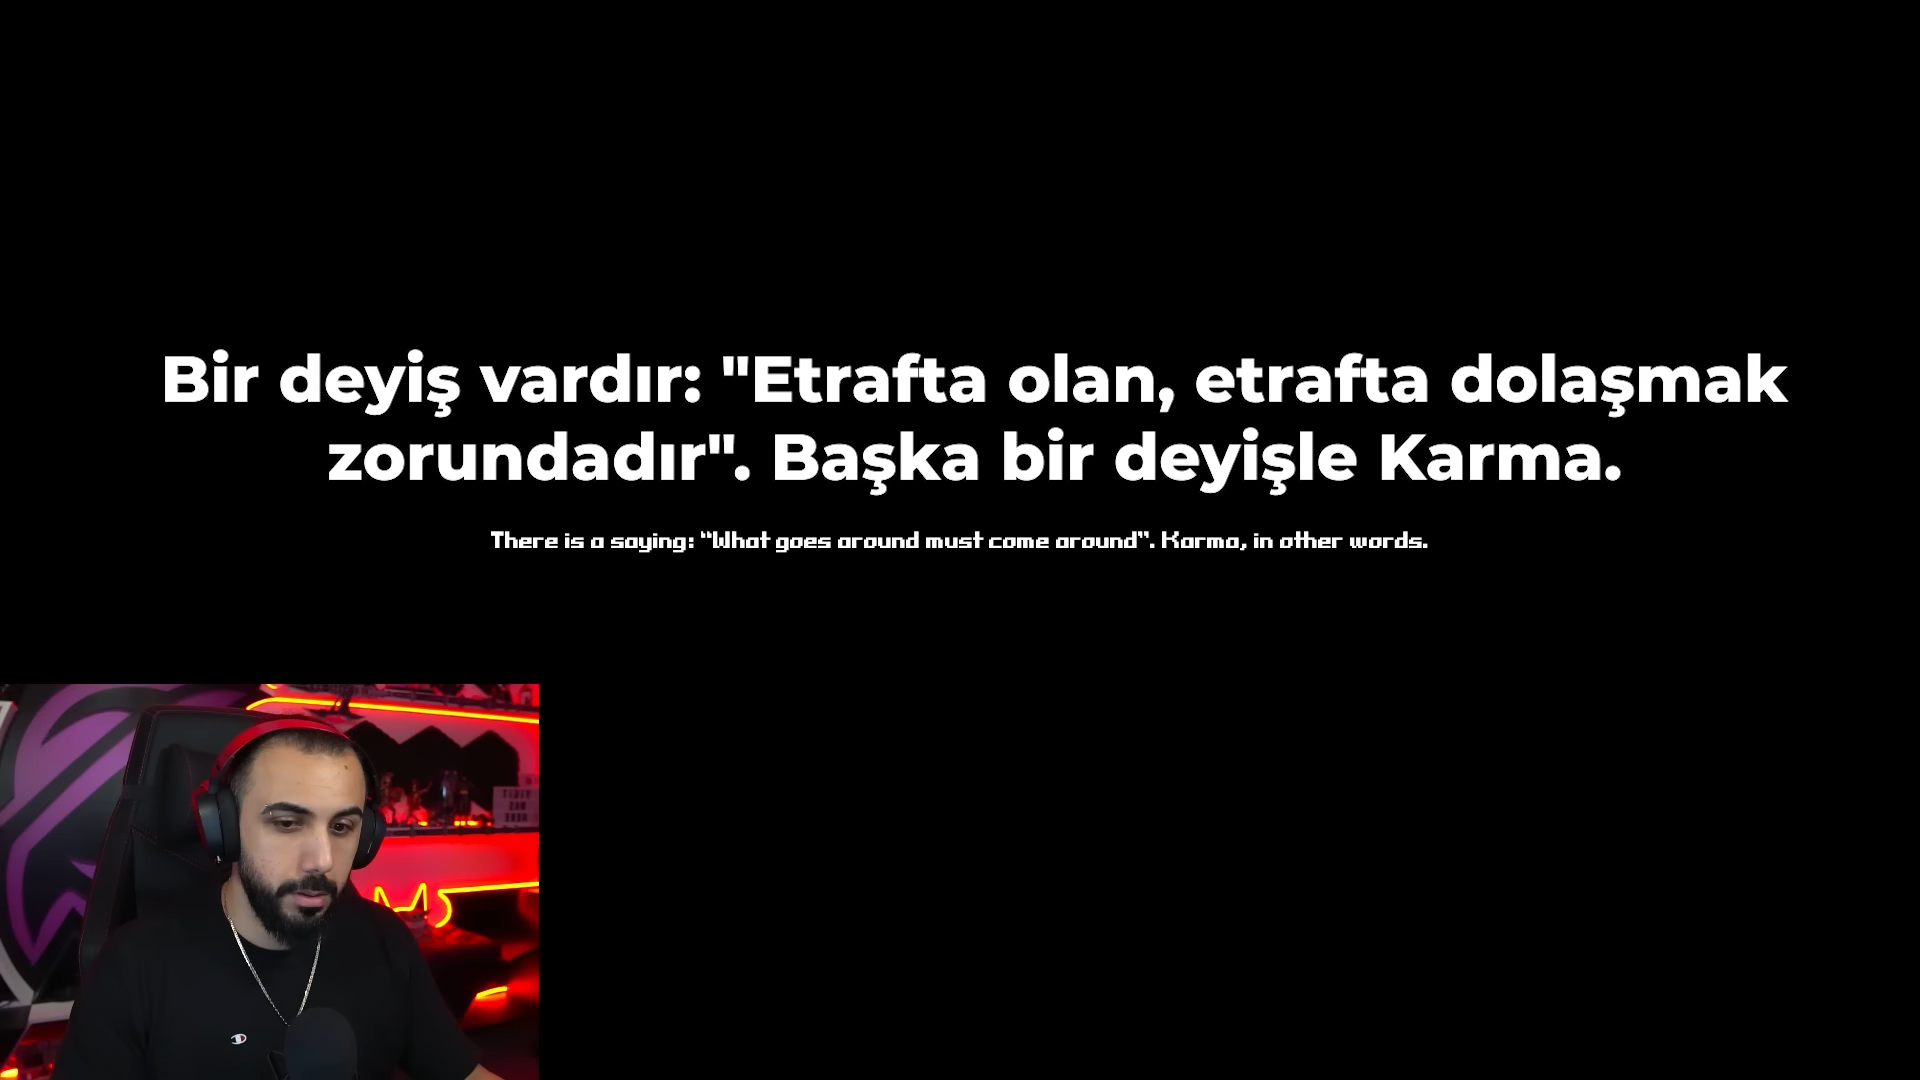 Bir deyiş vardır: "Etrafta olan, etrafta dolaşmak
zorundadır". Başka bir deyişle Karma.
There is a saying: “What goes around must come around”. Karma, in other words.